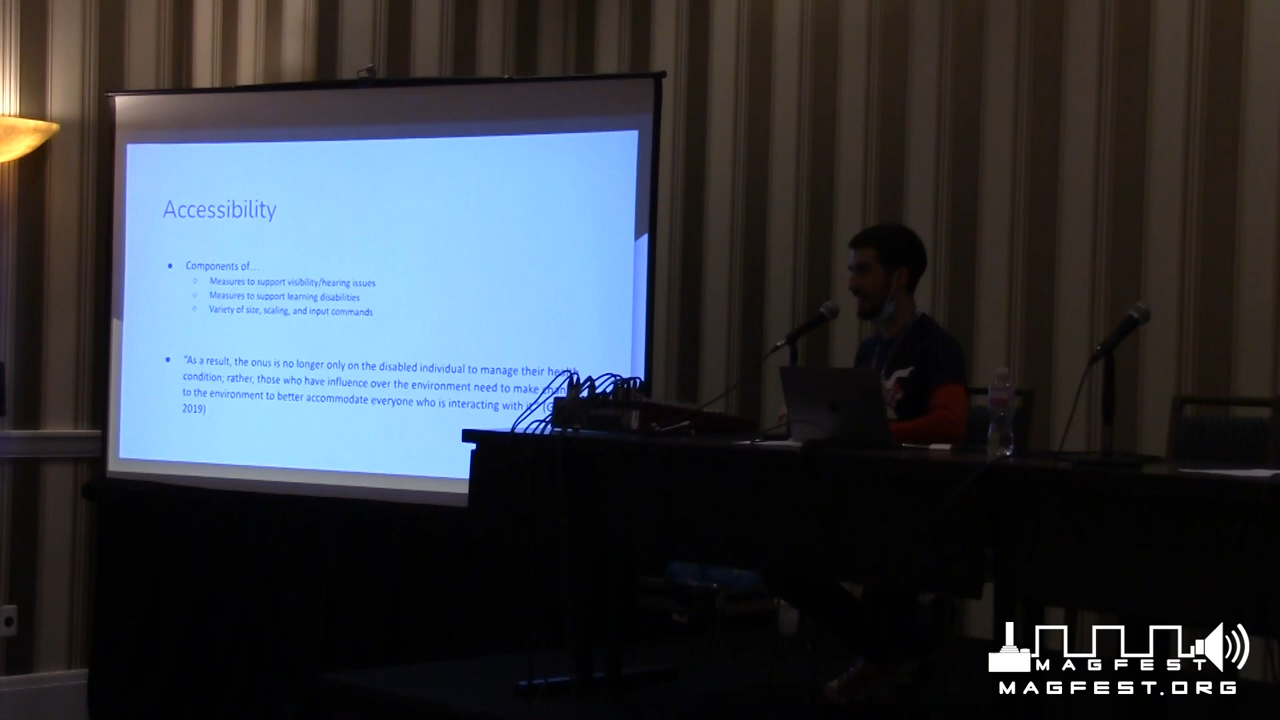 Accessibility
● Components of...
○ Measures to support visibility/hearing issues
○ Measures to support learning disabilities
○ Variety of size, scaling, and input commands
● "As a result, the onus is no longer only on the disabled individual to manage their health
condition; rather, those who have influence over the environment need to make
to the environment to better accommodate everyone who is interacting with
2019)
MAGFEST
MAGFEST.ORG